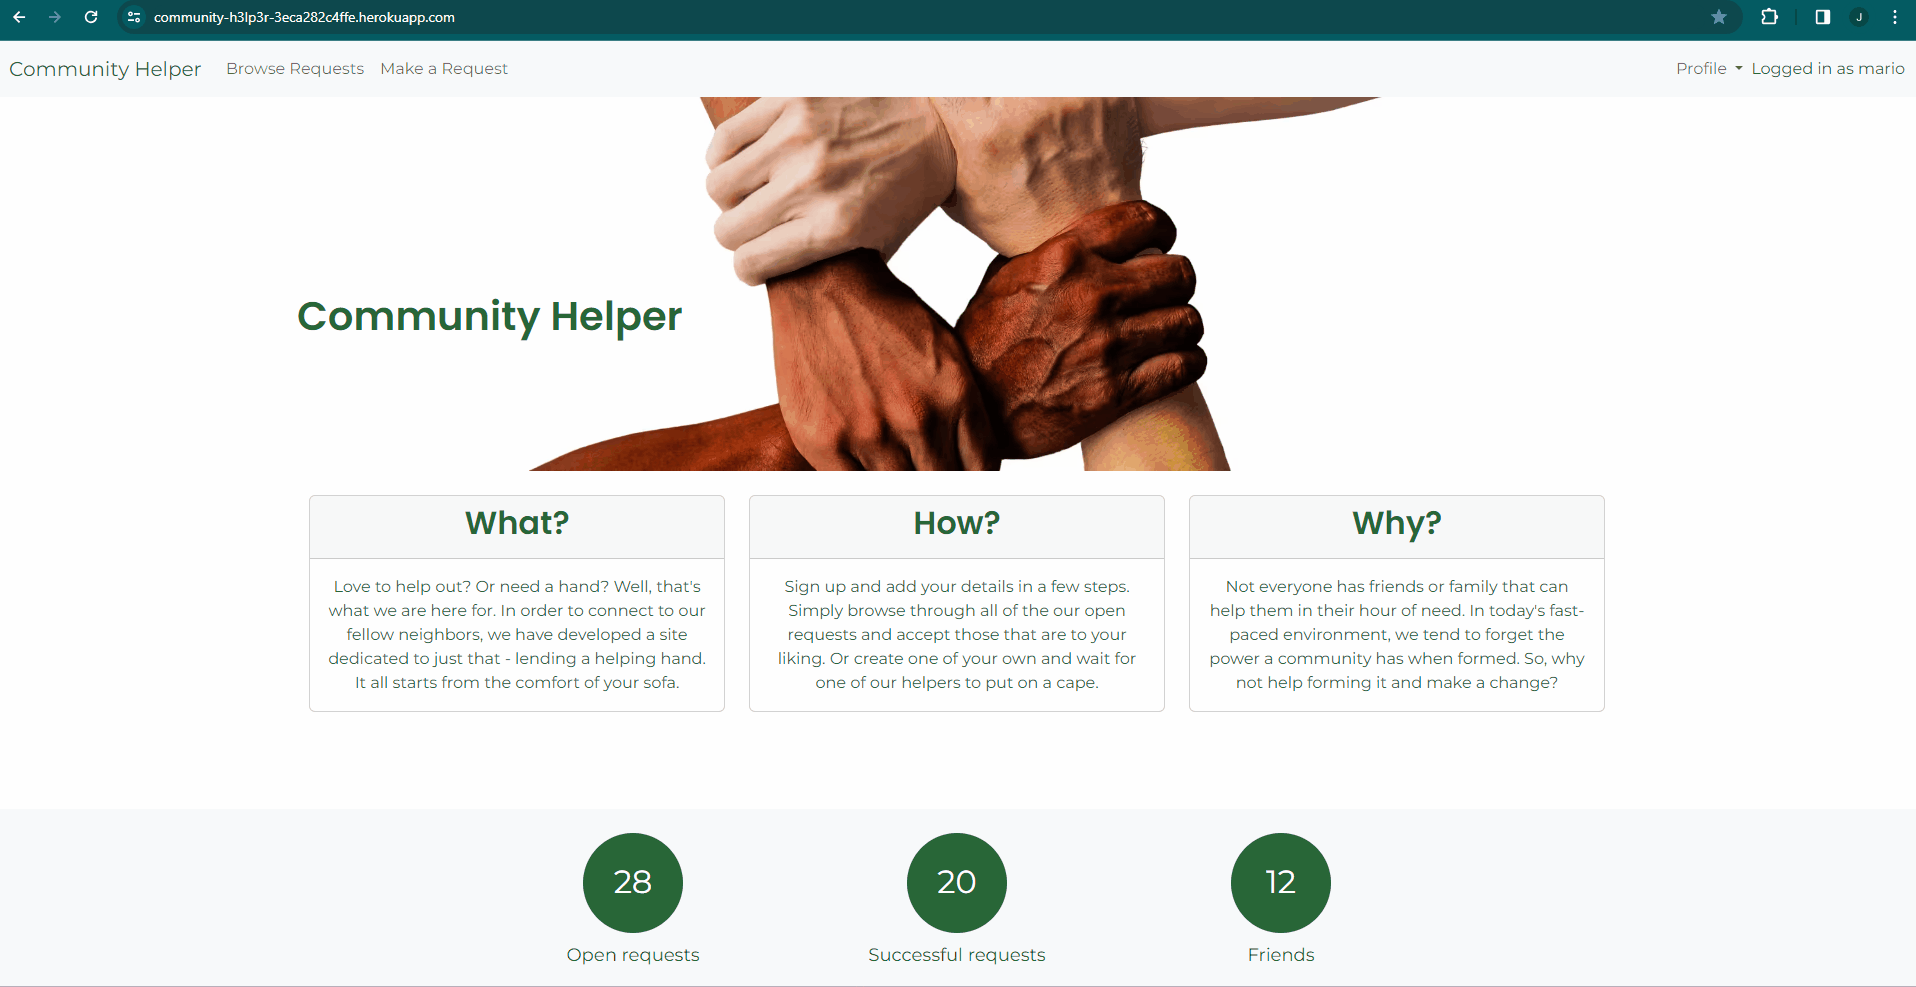 community-h3lp3r-3eca282c4ffe.herokuapp.com
J
Community Helper
Browse Requests
Make a Request
Profile
Logged in as mario
Community Helper
What?
Love to help out? Or need a hand? Well, that's
what we are here for. In order to connect to our
fellow neighbors, we have developed a site
dedicated to just that - lending a helping hand.
It all starts from the comfort of your sofa.
How?
Sign up and add your details in a few steps.
Simply browse through all of the our open
requests and accept those that are to your
liking. Or create one of your own and wait for
one of our helpers to put on a cape.
Why?
Not everyone has friends or family that can
help them in their hour of need. In today's fast-
paced environment, we tend to forget the
power a community has when formed. So, why
not help forming it and make a change?
28
Open requests
20
Successful requests
12
Friends